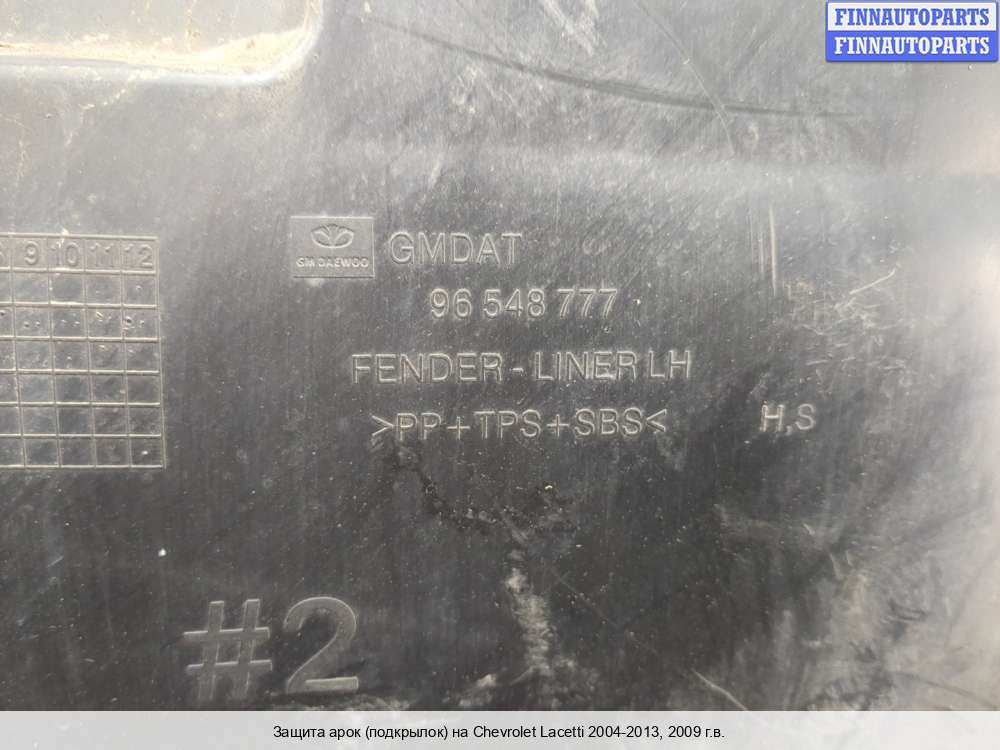 FINNAUTOPARTS
FINNAUTOPARTS
9 10 11 12
GM DAEWOO
GMDAT
96 548 777
FENDER - LINER LH
>PP+TPS+SBS<
H,S
#2
Защита арок (подкрылок) на Chevrolet Lacetti 2004-2013, 2009 г.в.